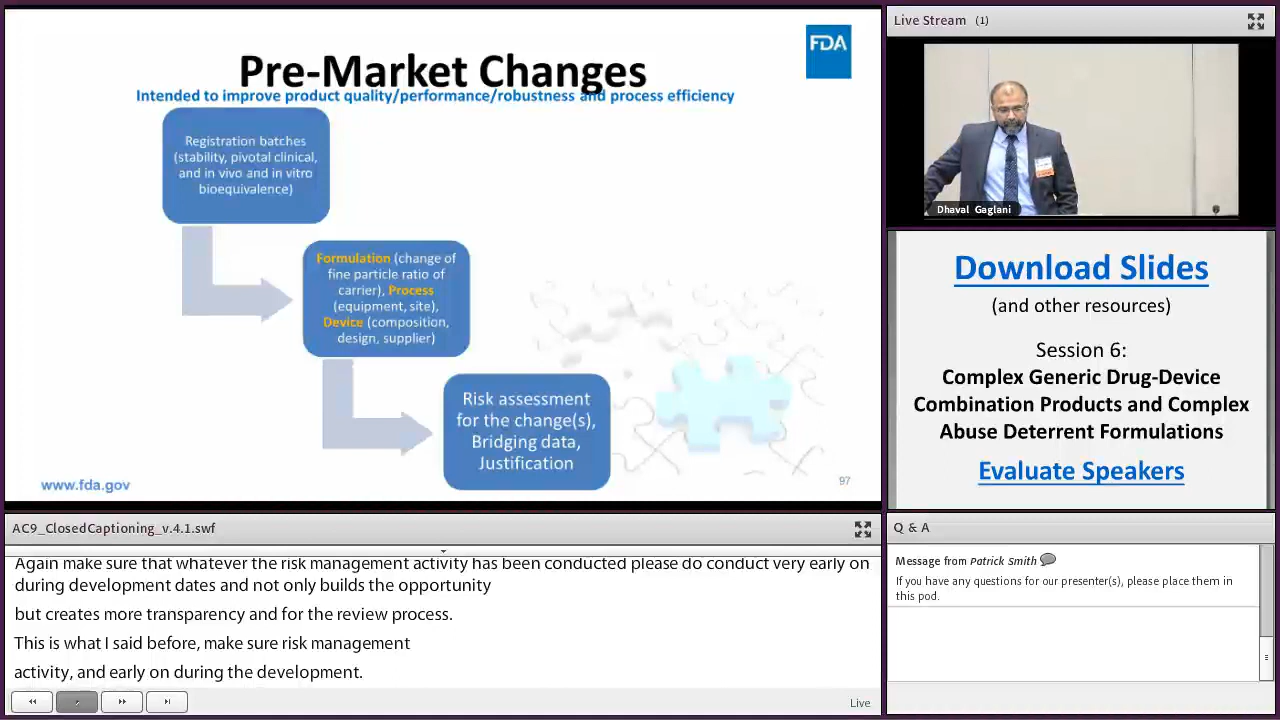 FDA
Pre-Market Changes
Intended to improve product quality/performance/robustness and process efficiency
Registration batches
(stability, pivotal clinical,
and in vivo and in vitro
bioequivalence)
Formulation (change of
fine particle ratio of
carrier), Process
(equipment, site),
Device (composition,
design, supplier)
Risk assessment
for the change(s),
Bridging data,
Justification
www.fda.gov
97
Live Stream (1)
Dhaval Gaglani
Download Slides
(and other resources)
Session 6:
Complex Generic Drug-Device
Combination Products and Complex
Abuse Deterrent Formulations
Evaluate Speakers
AC9_ClosedCaptioning_v.4.1.swf
Again make sure that whatever the risk management activity has been conducted please do conduct very early on
during development dates and not only builds the opportunity
but creates more transparency and for the review process.
This is what I said before, make sure risk management
activity, and early on during the development.
Live
Q & A
Message from Patrick Smith
If you have any questions for our presenter(s), please place them in
this pod.